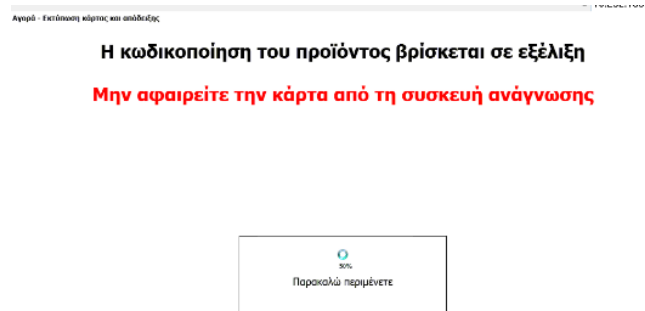 Αγορά - Εκτύπωση κάρτας και απόδειξης
Η κωδικοποίηση του προϊόντος βρίσκεται σε εξέλιξη
Μην αφαιρείτε την κάρτα από τη συσκευή ανάγνωσης
50%
Παρακαλώ περιμένετε